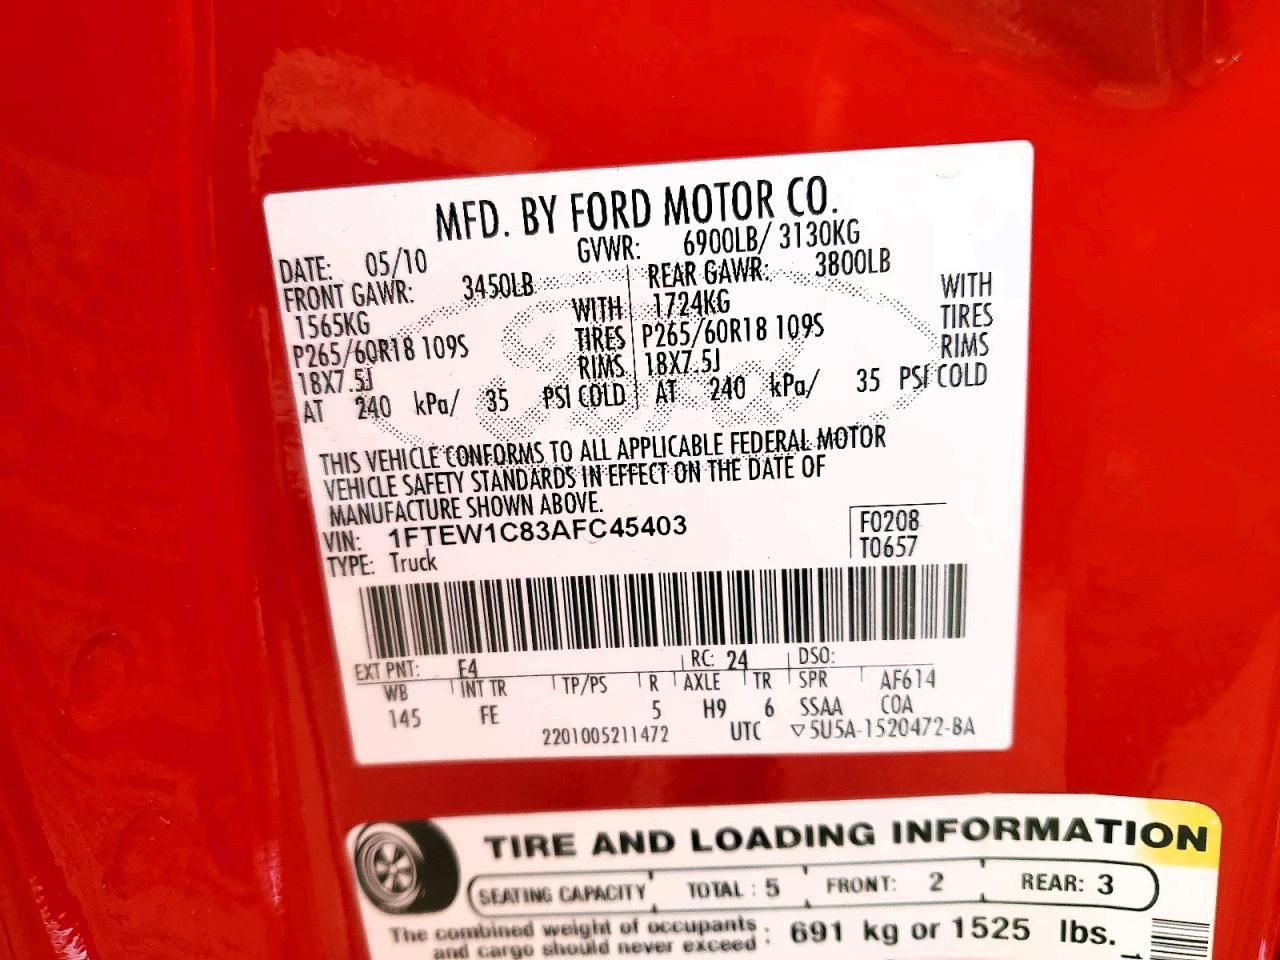 MFD. BY FORD MOTOR CO.
DATE: 05/10 GVWR: 6900LB/ 3130KG
FRONT GAWR: 3450LB REAR GAWR: 3800LB
1565KG WITH 1724KG WITH
P265/60R18 109S TIRES P265/60R18 109S TIRES
18X7.5J RIMS 18X7.5J RIMS
AT 240 kPa/ 35 PSI COLD AT 240 kPa/ 35 PSI COLD
THIS VEHICLE CONFORMS TO ALL APPLICABLE FEDERAL MOTOR
VEHICLE SAFETY STANDARDS IN EFFECT ON THE DATE OF
MANUFACTURE SHOWN ABOVE.
VIN: 1FTEW1C83AFC45403 F0208
TYPE: Truck T0657
EXT PNT: F4 RC: 24 DSO:
WB INT TR TP/PS R AXLE TR SPR AF614
145 FE 5 H9 6 SSAA COA
2201005211472 UTC ▽5U5A-1520472-BA
TIRE AND LOADING INFORMATION
SEATING CAPACITY TOTAL : 5 FRONT: 2 REAR: 3
The combined weight of occupants
and cargo should never exceed : 691 kg or 1525 lbs.